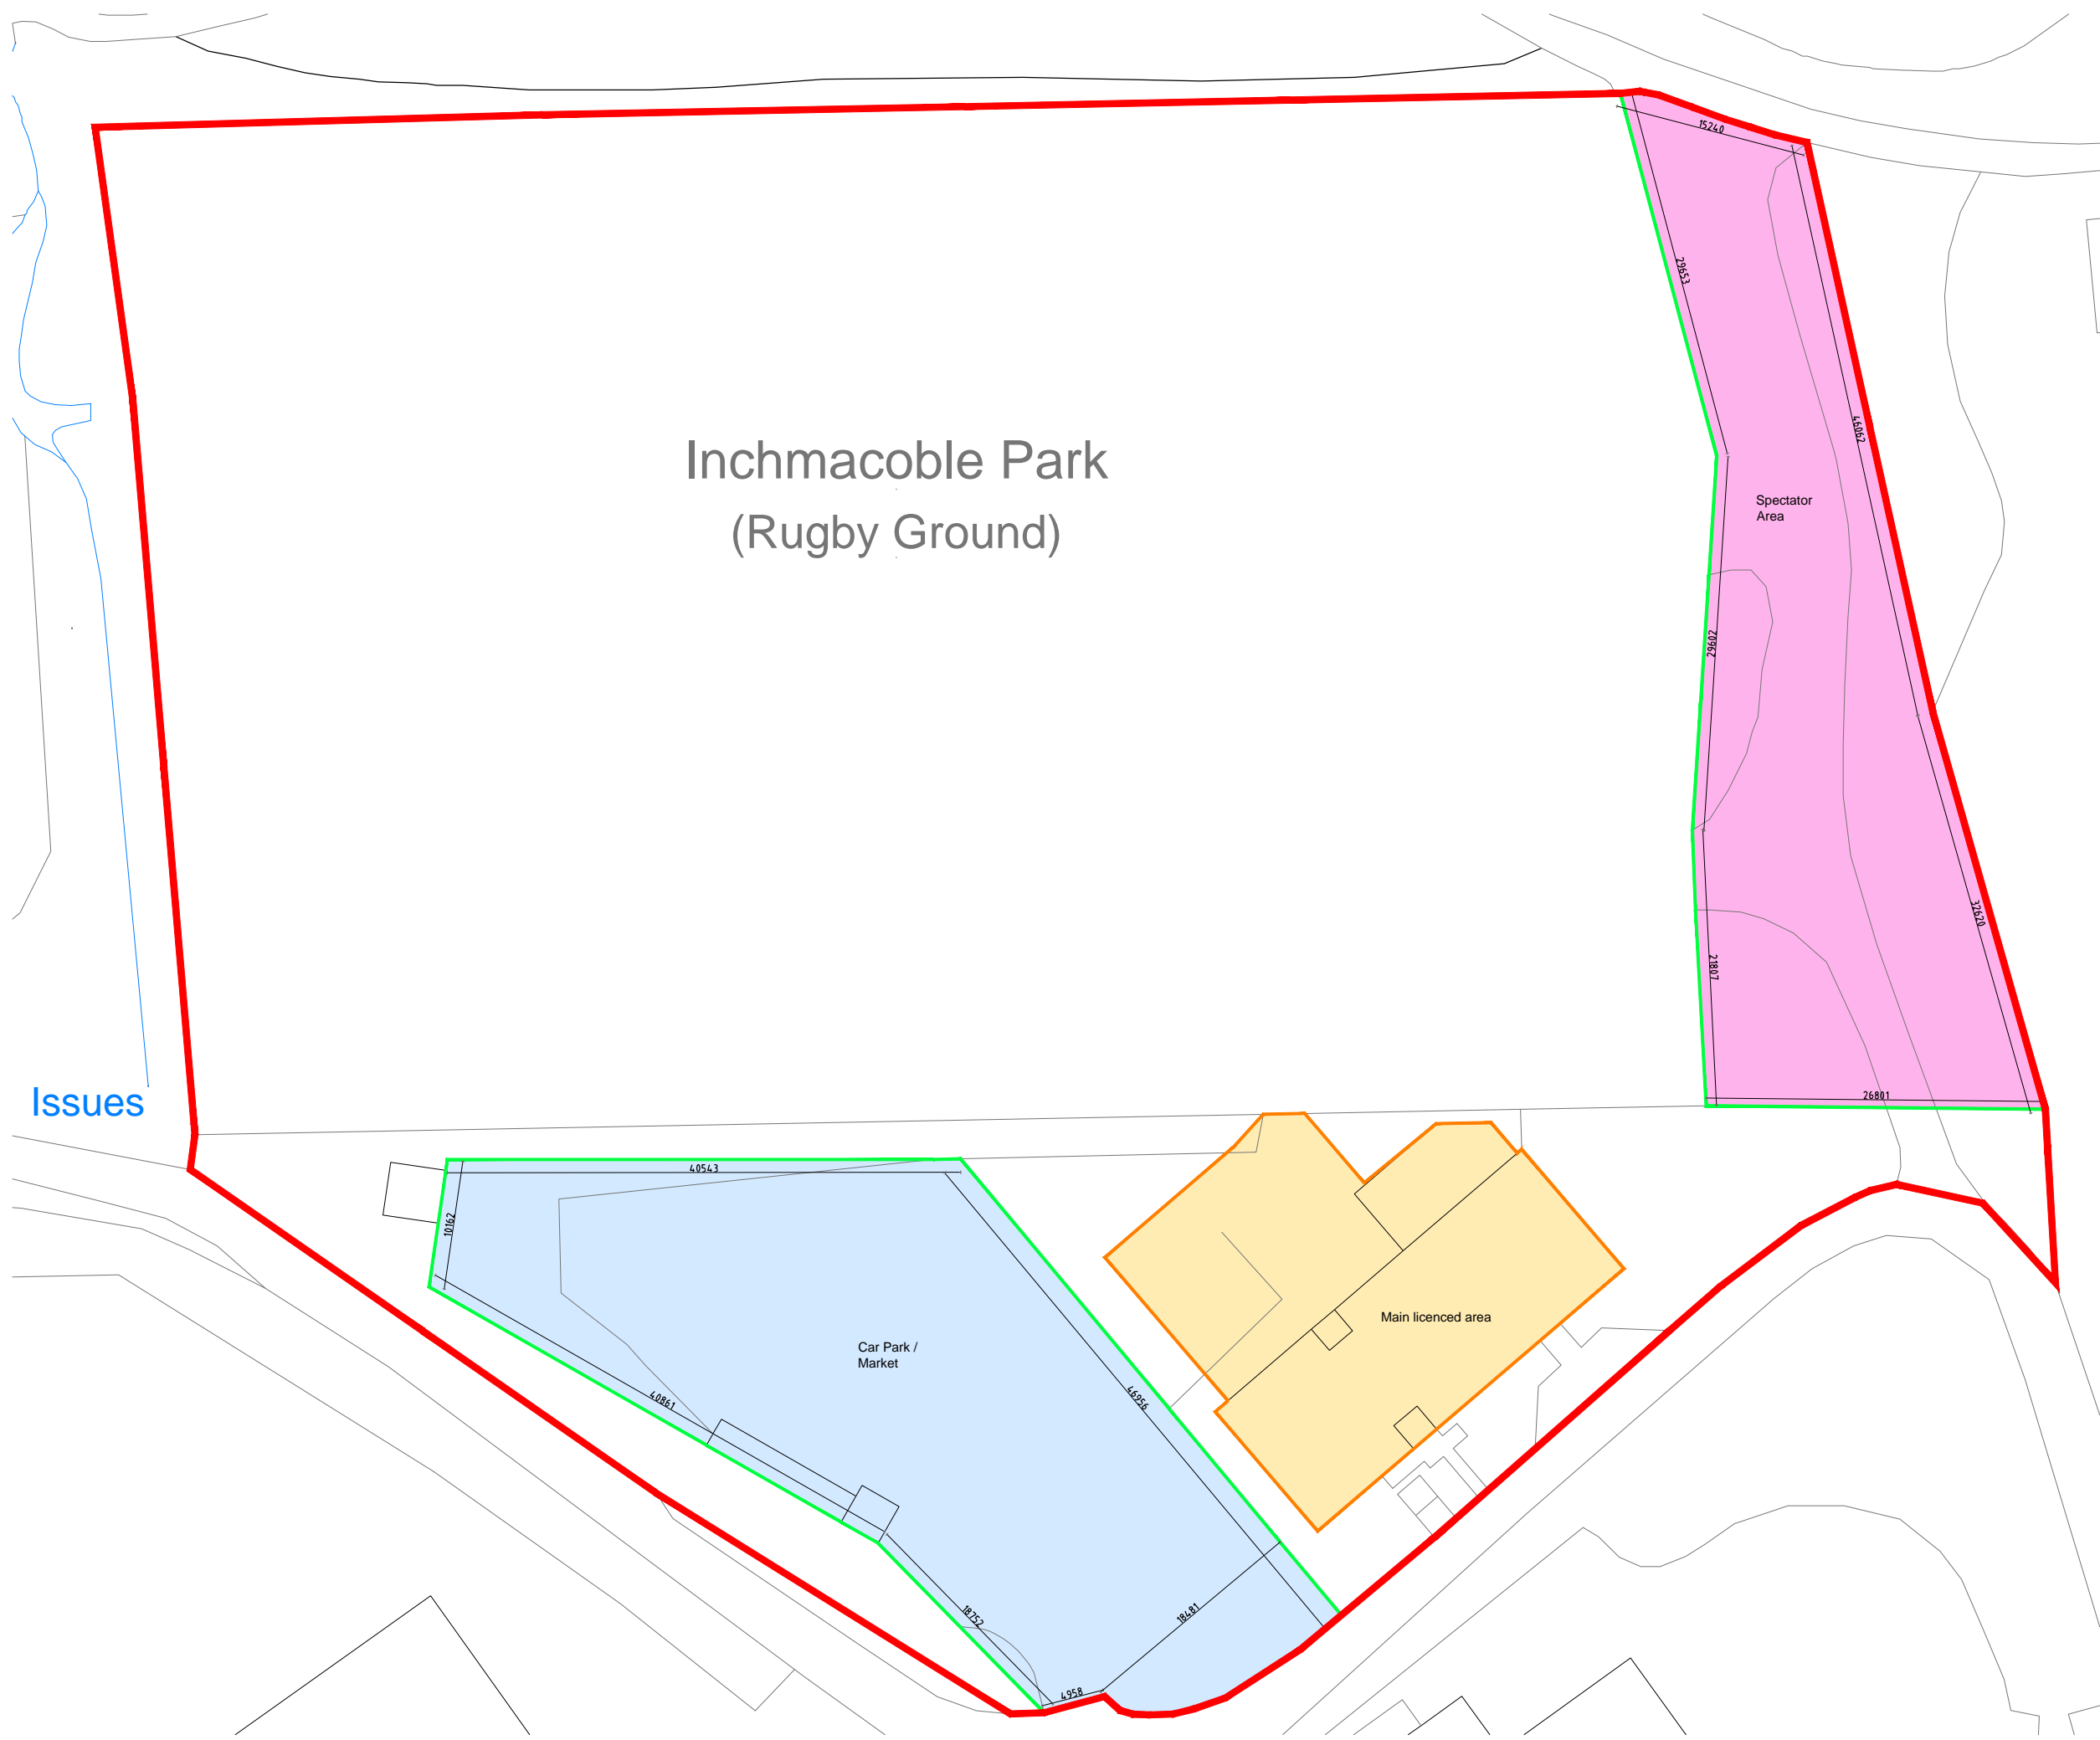 15240
29653
46062
Inchmacoble Park
(Rugby Ground)
Spectator
Area
29602
32620
21807
26801
Issues
40543
10162
Main licenced area
Car Park /
Market
40861
46956
18752
18481
4958